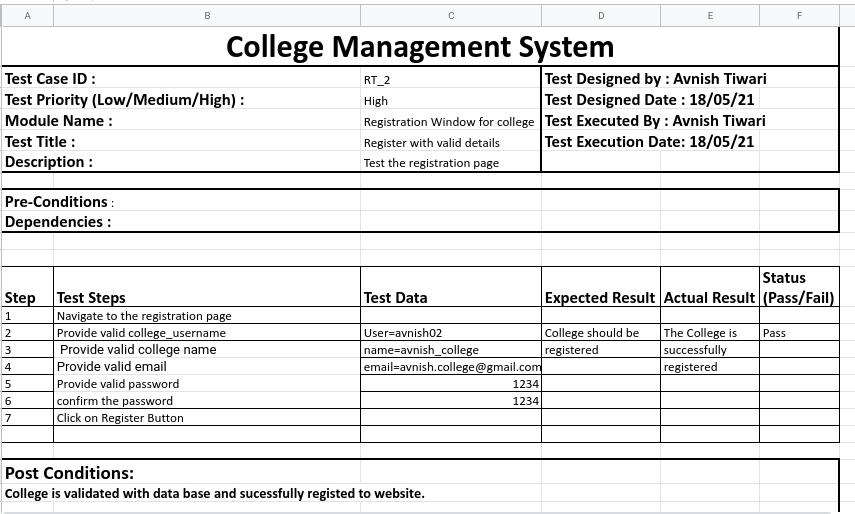 A B C D E F
College Management System
Test Case ID : RT_2 Test Designed by : Avnish Tiwari
Test Priority (Low/Medium/High) : High Test Designed Date : 18/05/21
Module Name : Registration Window for college Test Executed By : Avnish Tiwari
Test Title : Register with valid details Test Execution Date: 18/05/21
Description : Test the registration page
Pre-Conditions :
Dependencies :
Status
Step Test Steps Test Data Expected Result Actual Result (Pass/Fail)
1 Navigate to the registration page
2 Provide valid college_username User=avnish02 College should be The College is Pass
3 Provide valid college name name=avnish_college registered successfully
4 Provide valid email email=avnish.college@gmail.com registered
5 Provide valid password 1234
6 confirm the password 1234
7 Click on Register Button
Post Conditions:
College is validated with data base and sucessfully registed to website.